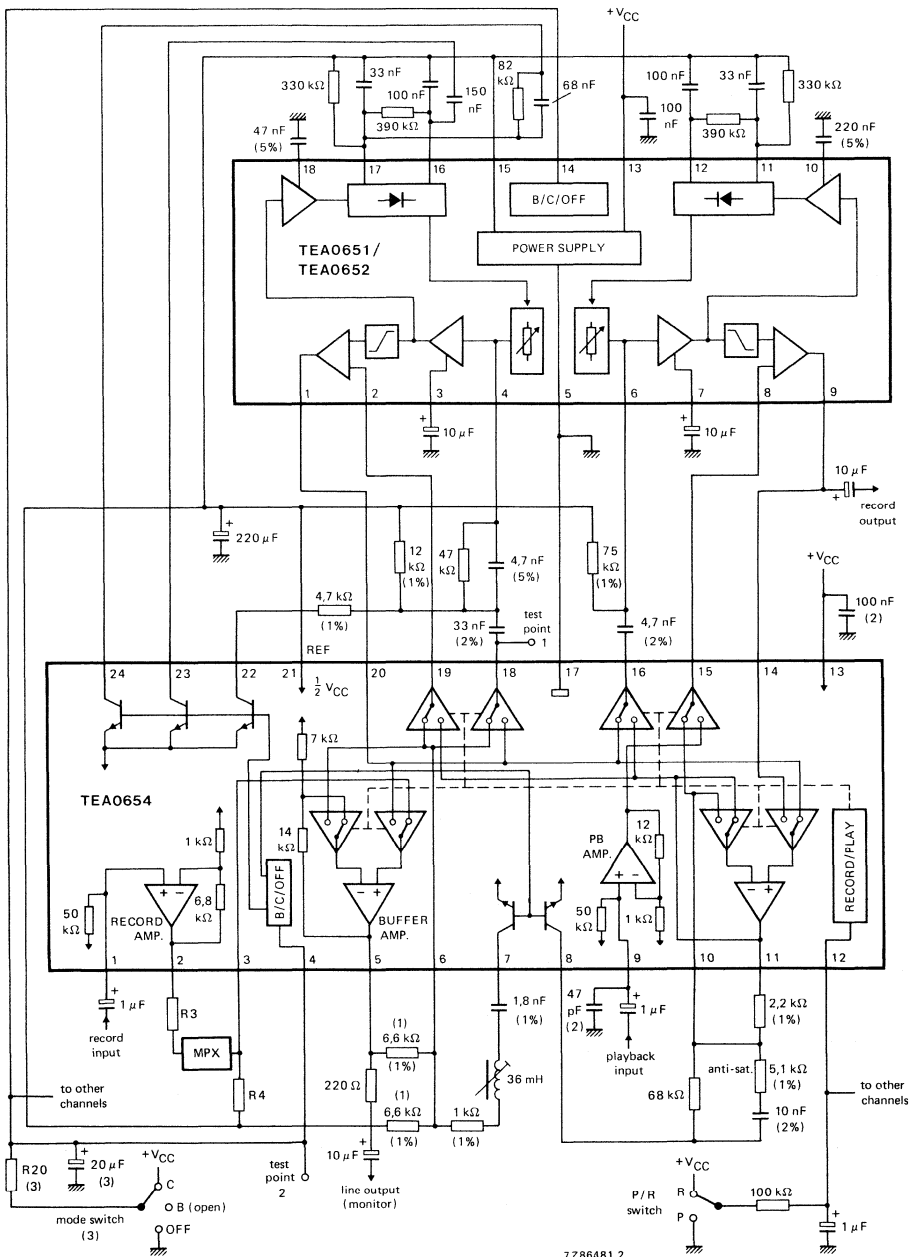 +VCC
330 kΩ
33 nF
100 nF
150 nF
82 kΩ
68 nF
100 nF
100 nF
33 nF
330 kΩ
390 kΩ
390 kΩ
47 nF (5%)
220 nF (5%)
18
17
16
15
14
13
12
11
10
B/C/OFF
POWER SUPPLY
TEA0651/
TEA0652
1
2
3
4
5
6
7
8
9
+
10 µF
+
10 µF
10 µF
+
record output
+
220 µF
12 kΩ (1%)
47 kΩ
4,7 nF (5%)
75 kΩ (1%)
+VCC
100 nF (2)
4,7 kΩ (1%)
33 nF (2%)
test point 1
4,7 nF (2%)
REF
24
23
22
21
20
19
18
17
16
15
14
13
½ VCC
7 kΩ
TEA0654
1 kΩ
14 kΩ
PB AMP.
12 kΩ
+ −
6,8 kΩ
50 kΩ
RECORD AMP.
B/C/OFF
− +
BUFFER AMP.
+ −
50 kΩ
1 kΩ
− +
RECORD/PLAY
1
2
3
4
5
6
7
8
9
10
11
12
+
1 µF
record input
R3
MPX
R4
(1)
6,6 kΩ (1%)
220 Ω
(1)
6,6 kΩ (1%)
1 kΩ (1%)
1,8 nF (1%)
36 mH
47 pF (2)
+
1 µF
playback input
2,2 kΩ (1%)
anti-sat.
5,1 kΩ (1%)
68 kΩ
10 nF (2%)
to other channels
to other channels
R20 (3)
+
20 µF (3)
+VCC
C
B (open)
OFF
mode switch (3)
test point 2
10 µF
+
line output (monitor)
+VCC
P/R switch
R
P
100 kΩ
+
1 µF
7Z86481.2